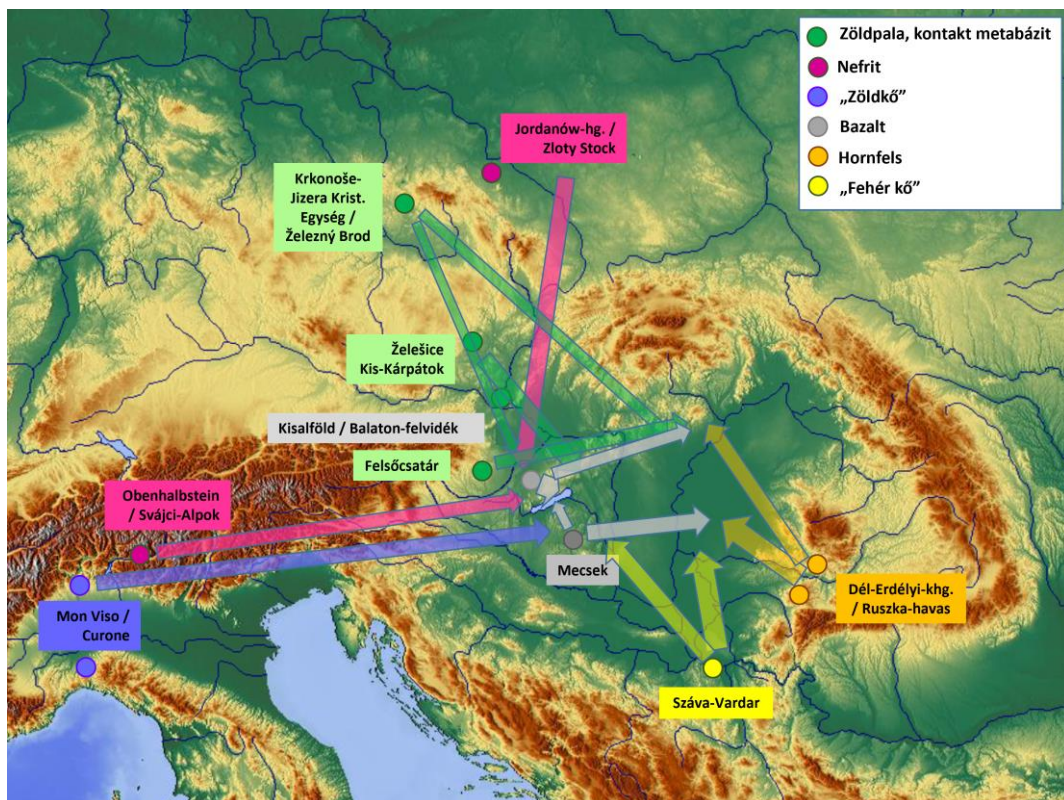 Zöldpala, kontakt metabázit
Nefrit
„Zöldkő”
Bazalt
Hornfels
„Fehér kő”
Jordanów-hg. /
Zloty Stock
Krkonoše-
Jizera Krist.
Egység /
Železný Brod
Želešice
Kis-Kárpátok
Kisalföld / Balaton-felvidék
Felsőcsatár
Obenhalbstein
/ Svájci-Alpok
Mecsek
Mon Viso /
Curone
Dél-Erdélyi-khg.
/ Ruszka-havas
Száva-Vardar